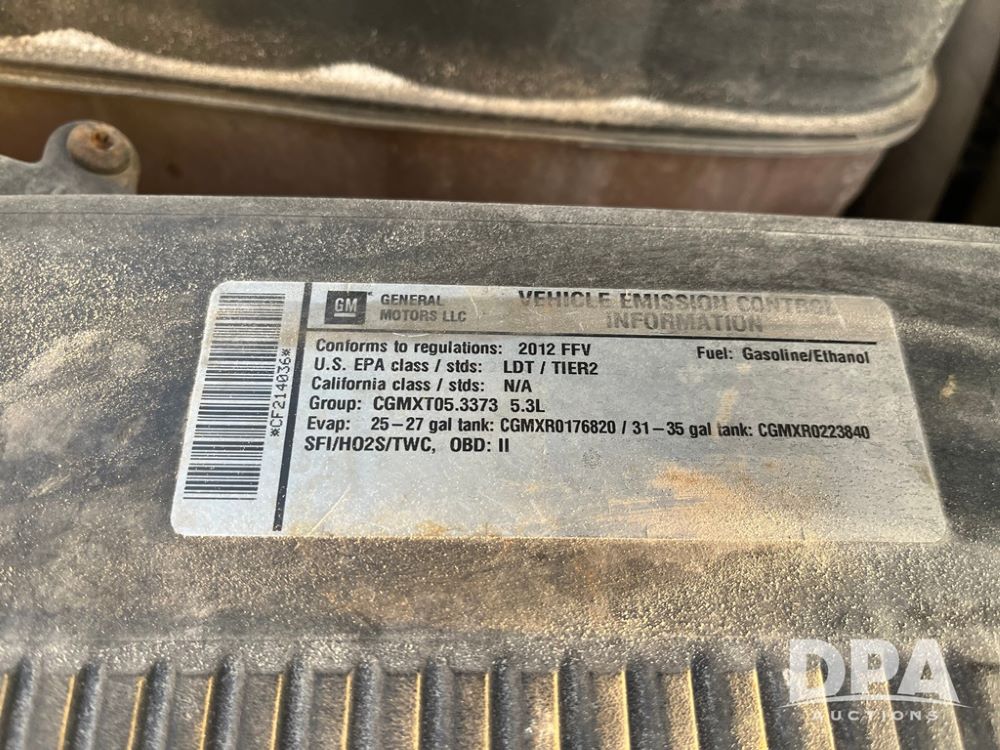 GM GENERAL MOTORS LLC
VEHICLE EMISSION CONTROL
INFORMATION
Conforms to regulations: 2012 FFV
Fuel: Gasoline/Ethanol
U.S. EPA class / stds: LDT / TIER2
California class / stds: N/A
Group: CGMXT05.3373 5.3L
Evap: 25-27 gal tank: CGMXR0176820 / 31-35 gal tank: CGMXR0223840
SFI/HO2S/TWC, OBD: II
*CF214036*
DPA
AUCTIONS